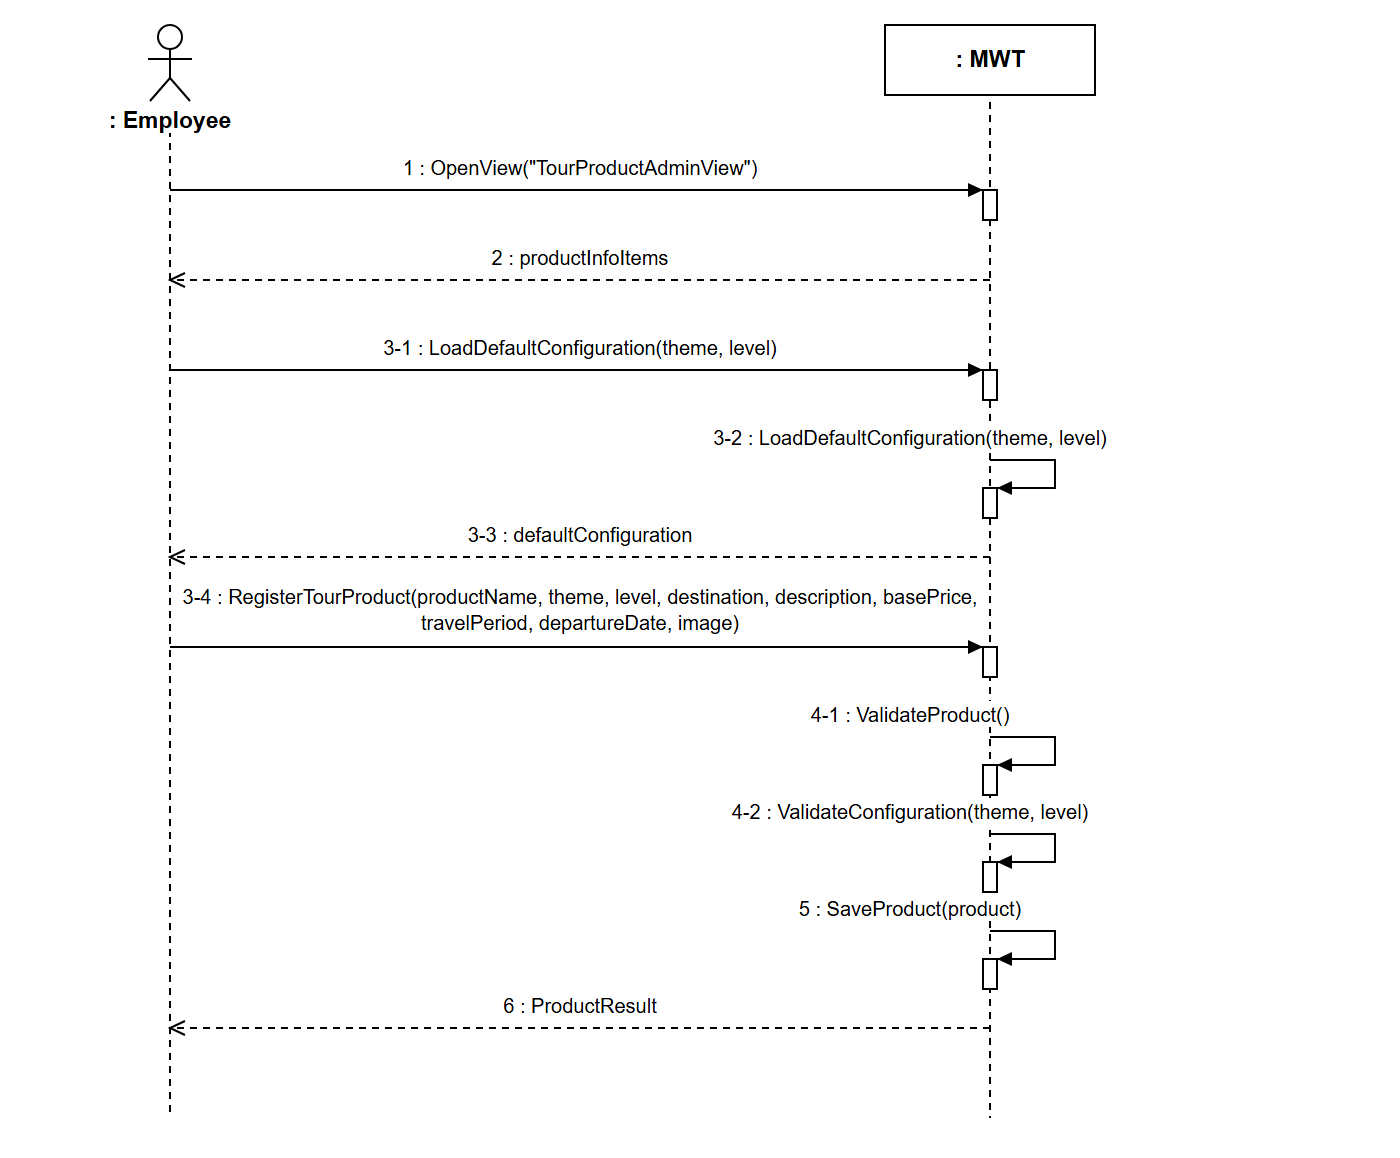 : MWT
: Employee
1 : OpenView("TourProductAdminView")
2 : productInfoItems
3-1 : LoadDefaultConfiguration(theme, level)
3-2 : LoadDefaultConfiguration(theme, level)
3-3 : defaultConfiguration
3-4 : RegisterTourProduct(productName, theme, level, destination, description, basePrice,
travelPeriod, departureDate, image)
4-1 : ValidateProduct()
4-2 : ValidateConfiguration(theme, level)
5 : SaveProduct(product)
6 : ProductResult